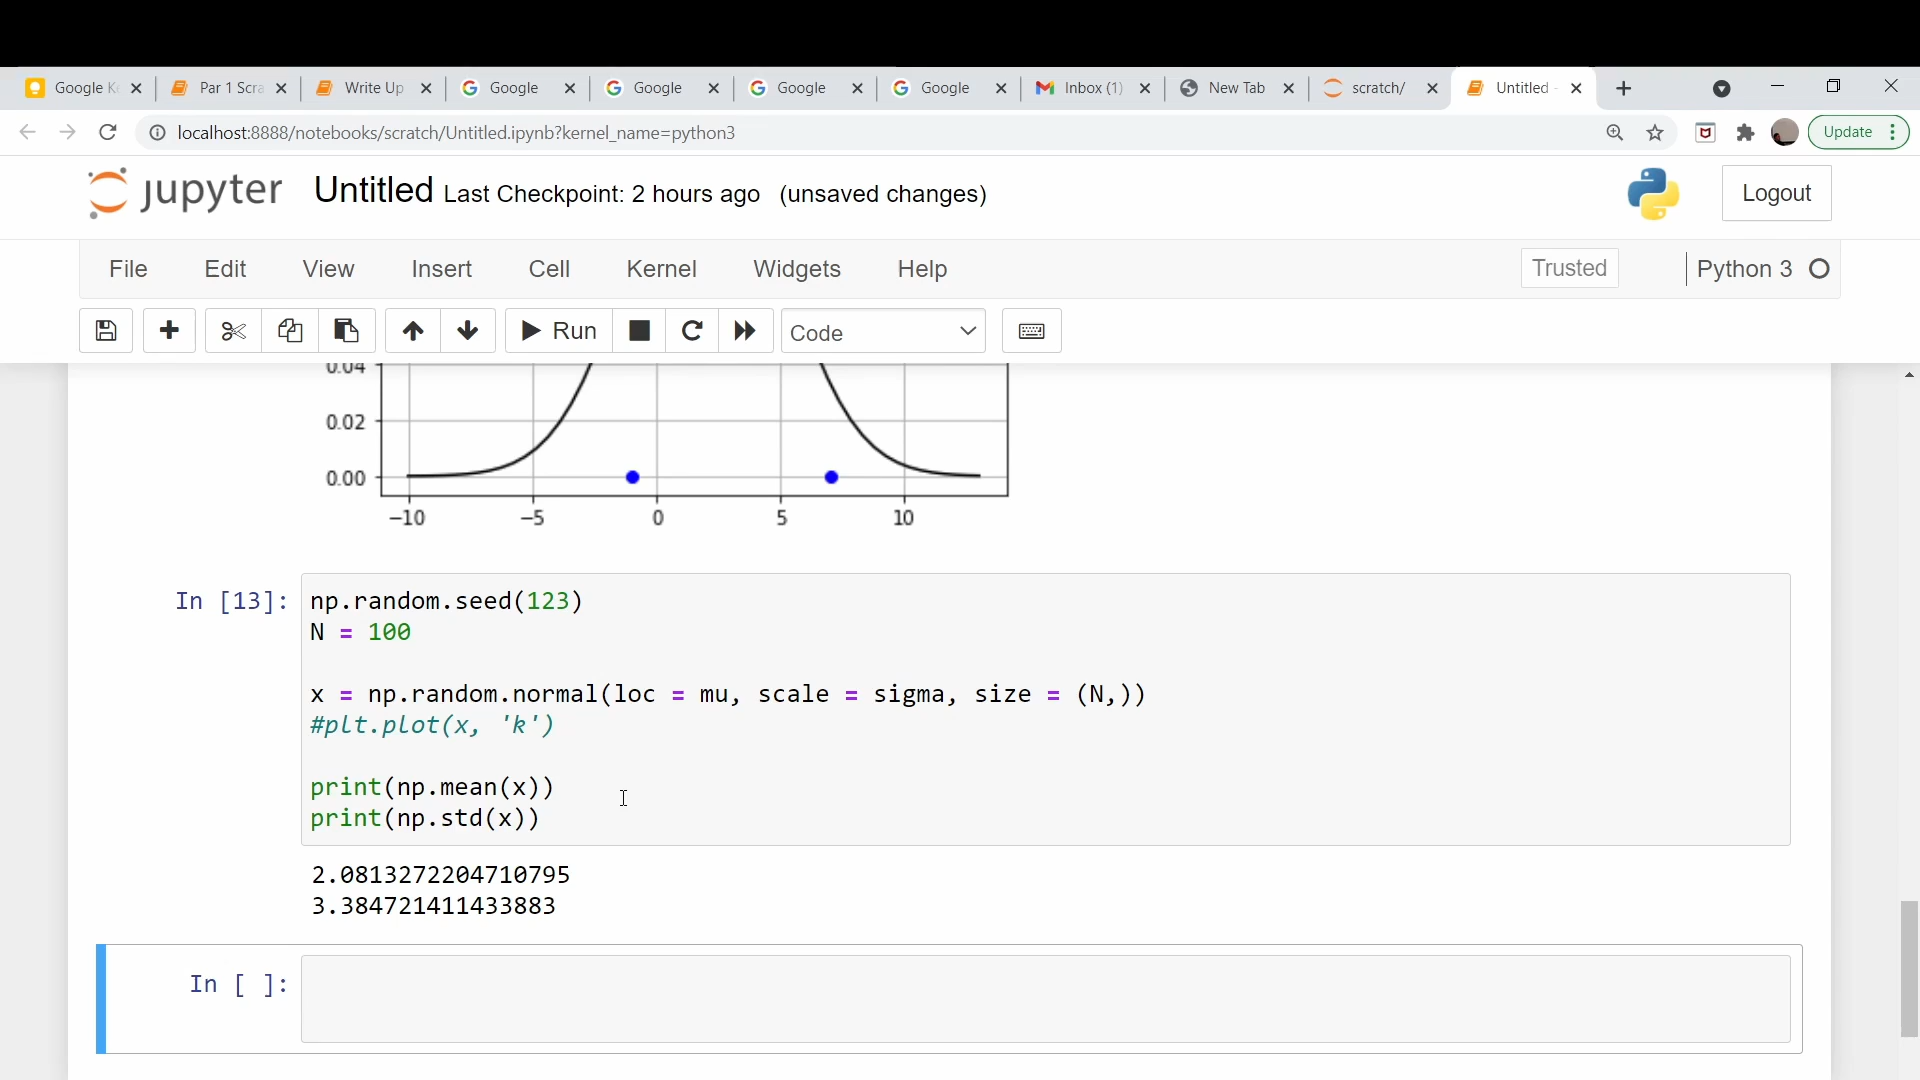 Google K
Par 1 Scra
Write Up
Google
Google
Google
Google
Inbox (1)
New Tab
scratch/
Untitled -
localhost:8888/notebooks/scratch/Untitled.ipynb?kernel_name=python3
Update
jupyter Untitled Last Checkpoint: 2 hours ago (unsaved changes)
Logout
File Edit View Insert Cell Kernel Widgets Help
Trusted
Python 3
Run
Code
0.04
0.02
0.00
−10 −5 0 5 10
In [13]: np.random.seed(123)
N = 100
x = np.random.normal(loc = mu, scale = sigma, size = (N,))
#plt.plot(x, 'k')
print(np.mean(x))
print(np.std(x))
2.0813272204710795
3.384721411433883
In [ ]: